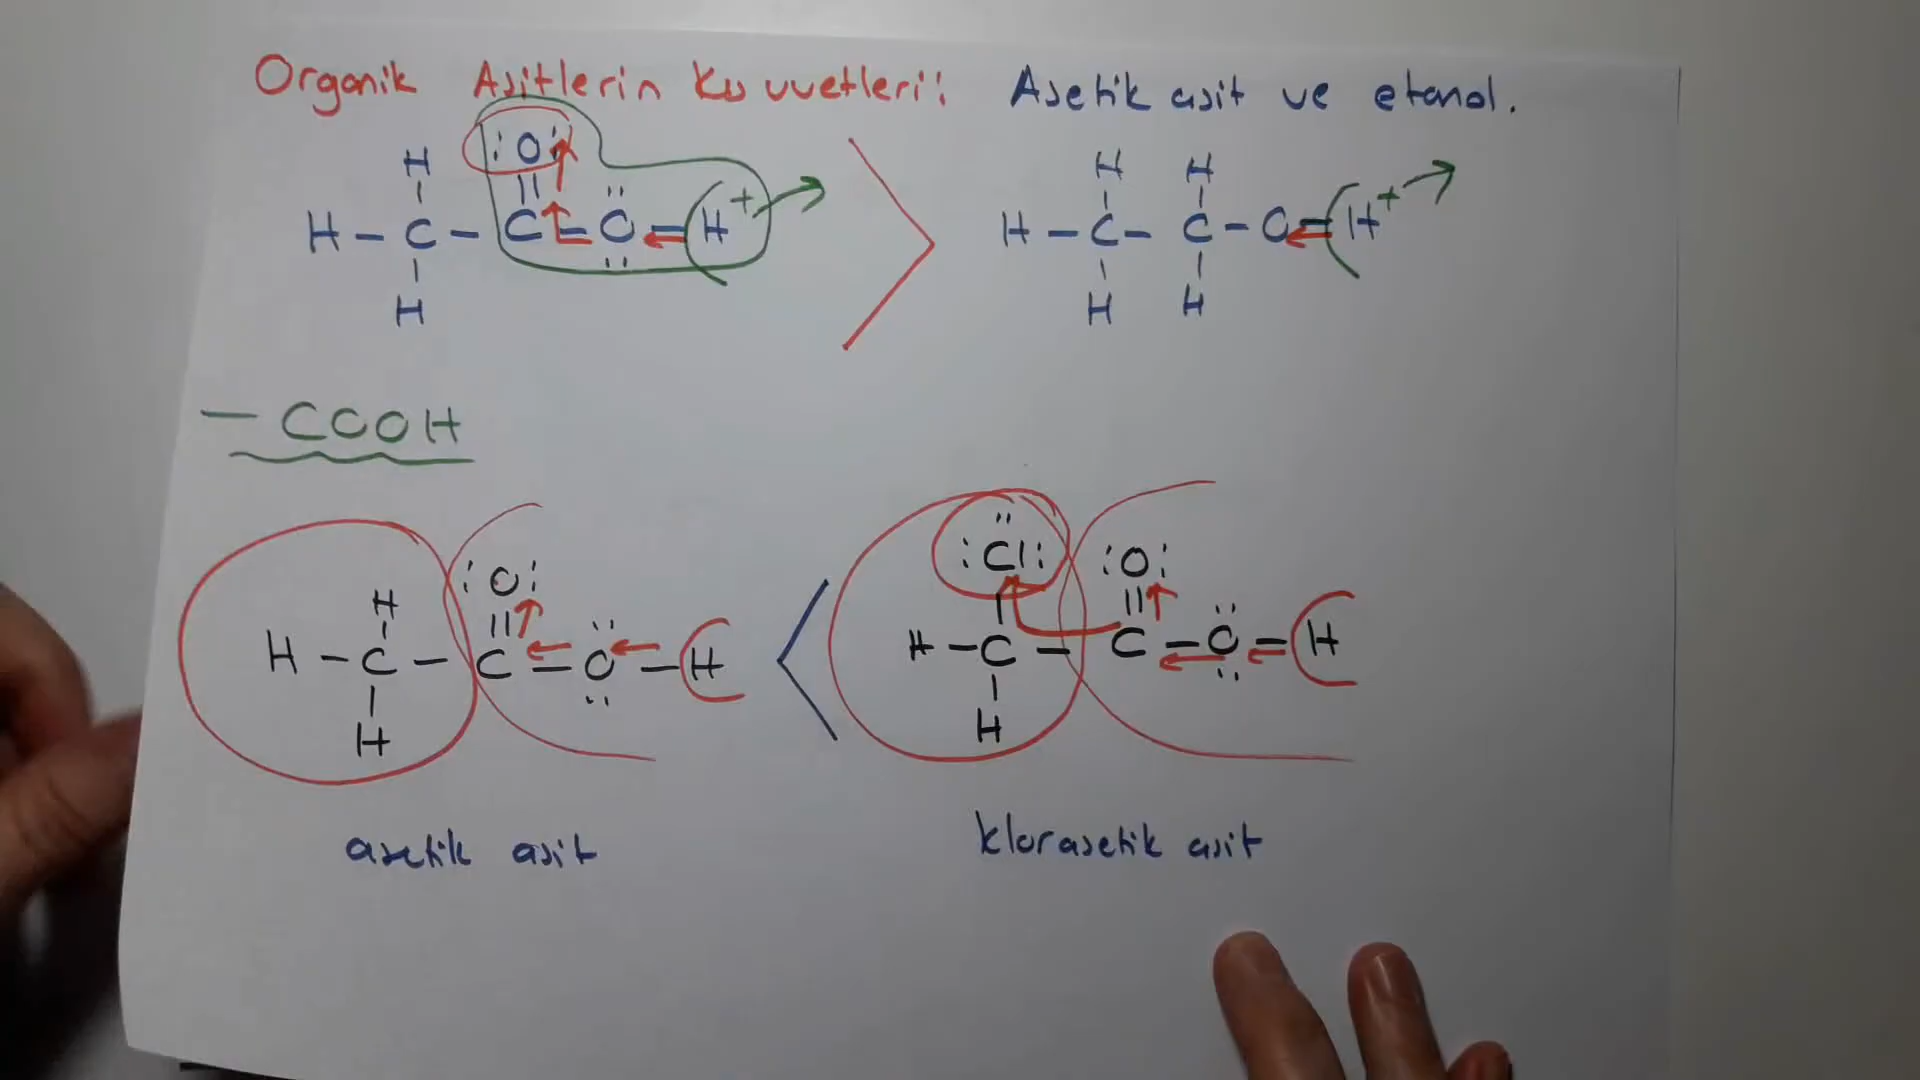 Organik Asitlerin Kuvvetleri: Asetik asit ve etanol.
H :O: H H
H – C – C – O – H+ H – C – C – O – H+
H H H
– COOH
H :O: :Cl: :O:
H – C – C – O – H H – C – C – O – H
H H
asetik asit klorasetik asit